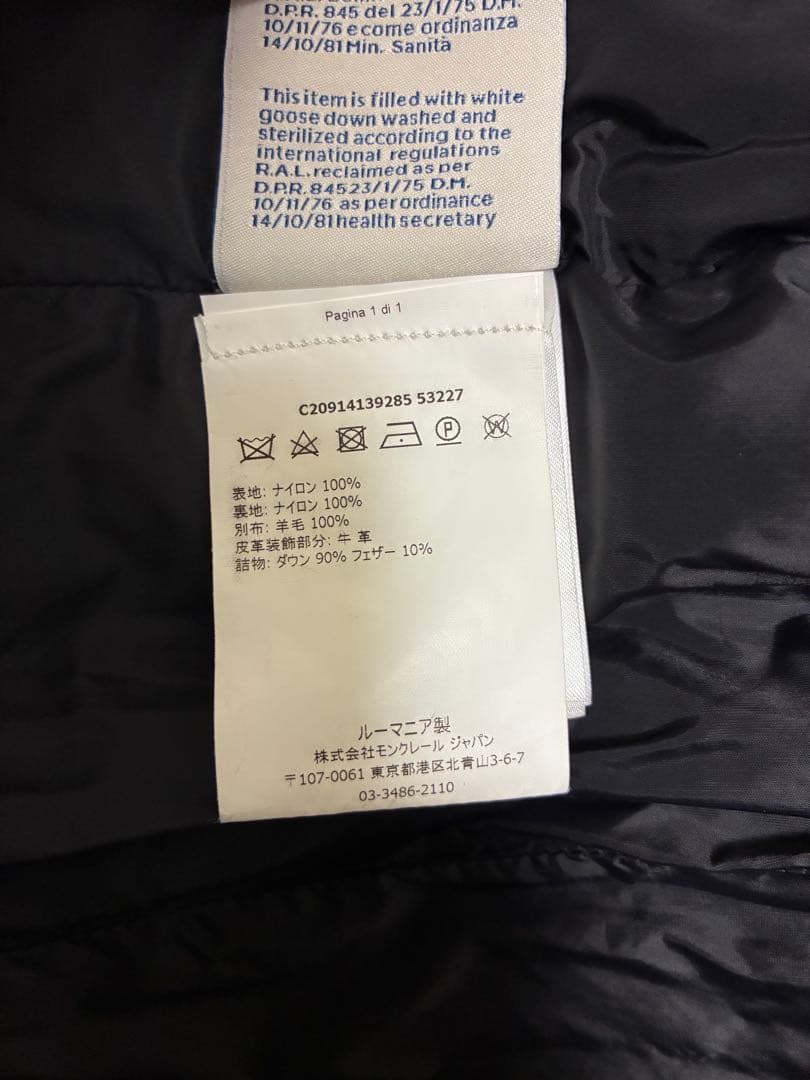 D.P.R. 845 del 23/1/75 D.M.
10/11/76 e come ordinanza
14/10/81 Min. Sanità
This item is filled with white
goose down washed and
sterilized according to the
international regulations
R.A.L. reclaimed as per
D.P.R. 84523/1/75 D.M.
10/11/76 as per ordinance
14/10/81 health secretary
Pagina 1 di 1
C20914139285 53227
P
W
表地: ナイロン 100%
裏地: ナイロン 100%
別布: 羊毛 100%
皮革装飾部分: 牛 革
詰物: ダウン 90% フェザー 10%
ルーマニア製
株式会社モンクレール ジャパン
〒107-0061 東京都港区北青山3-6-7
03-3486-2110